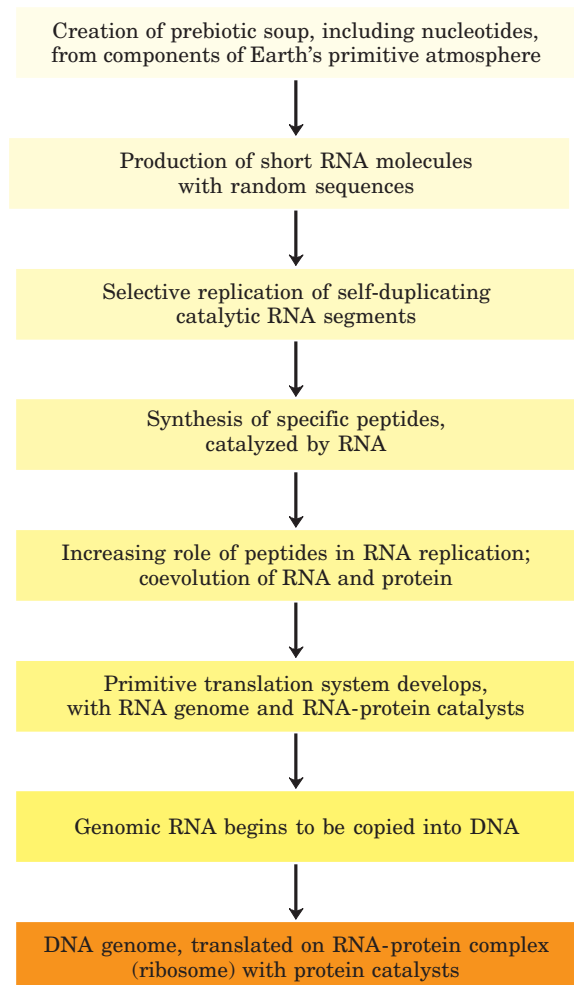 Creation of prebiotic soup, including nucleotides,
from components of Earth's primitive atmosphere
Production of short RNA molecules
with random sequences
Selective replication of self-duplicating
catalytic RNA segments
Synthesis of specific peptides,
catalyzed by RNA
Increasing role of peptides in RNA replication;
coevolution of RNA and protein
Primitive translation system develops,
with RNA genome and RNA-protein catalysts
Genomic RNA begins to be copied into DNA
DNA genome, translated on RNA-protein complex
(ribosome) with protein catalysts